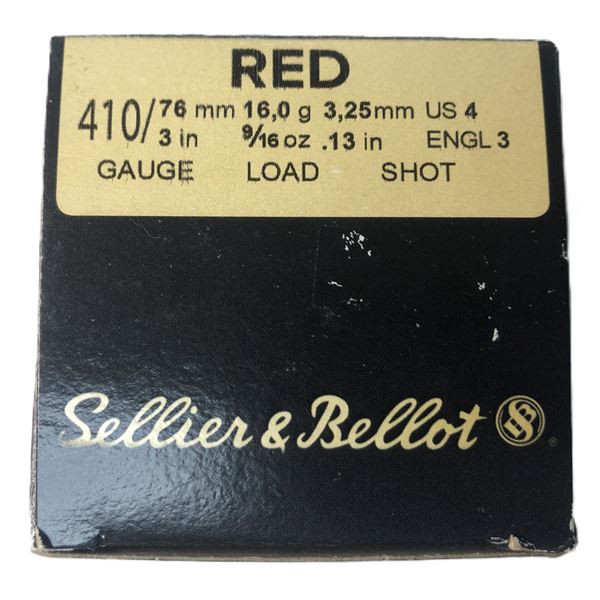 RED
410/ 76 mm 16,0 g 3,25mm US 4
3 in 9/16 oz .13 in ENGL 3
GAUGE LOAD SHOT
Sellier & Bellot SB ®